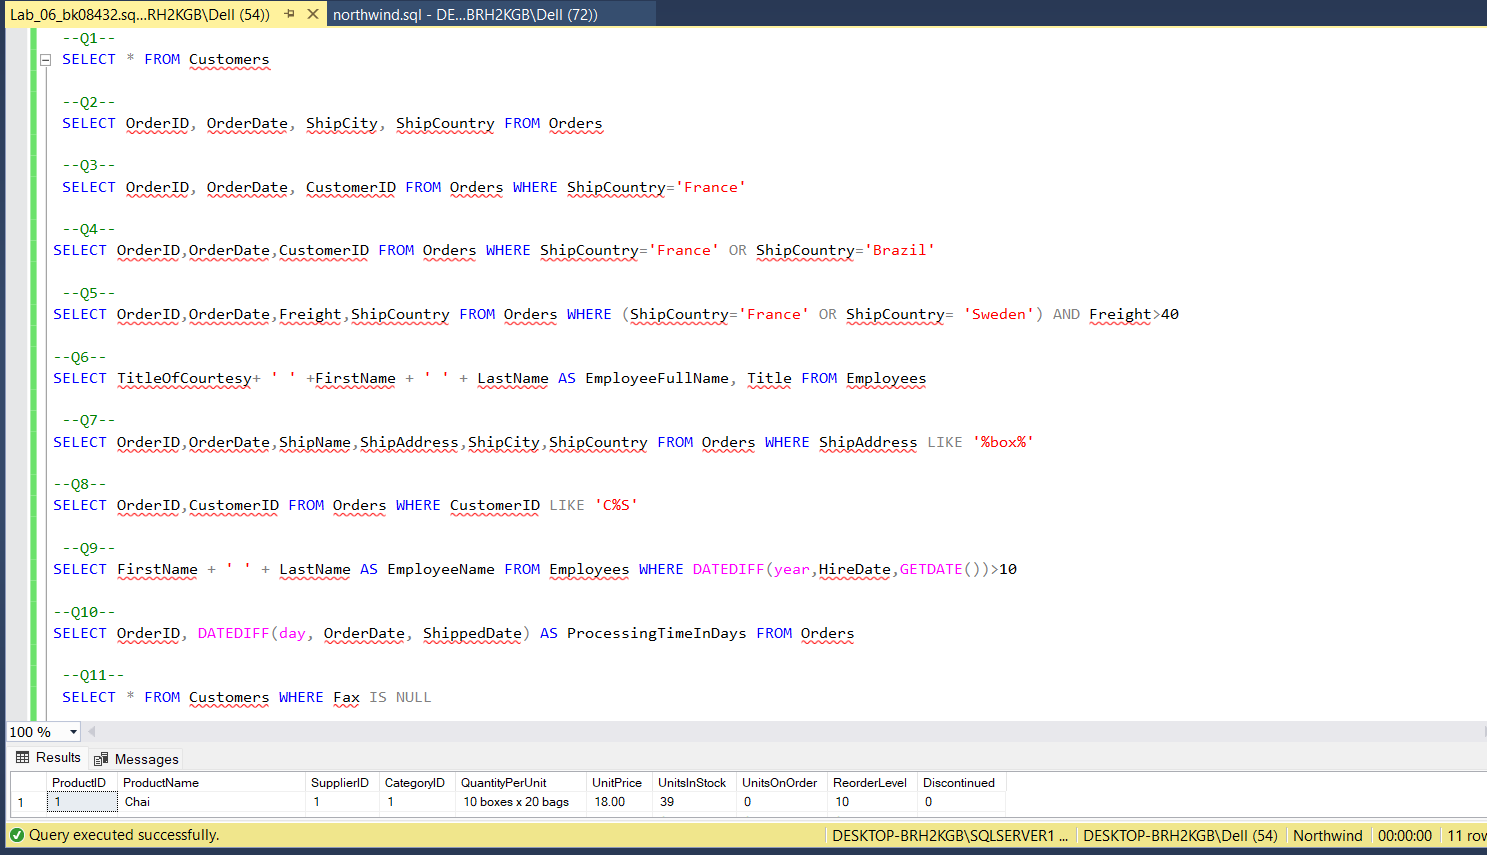 Lab_06_bk08432.sq...RH2KGB\Dell (54)) northwind.sql - DE...BRH2KGB\Dell (72))
--Q1--
SELECT * FROM Customers
--Q2--
SELECT OrderID, OrderDate, ShipCity, ShipCountry FROM Orders
--Q3--
SELECT OrderID, OrderDate, CustomerID FROM Orders WHERE ShipCountry='France'
--Q4--
SELECT OrderID,OrderDate,CustomerID FROM Orders WHERE ShipCountry='France' OR ShipCountry='Brazil'
--Q5--
SELECT OrderID,OrderDate,Freight,ShipCountry FROM Orders WHERE (ShipCountry='France' OR ShipCountry= 'Sweden') AND Freight>40
--Q6--
SELECT TitleOfCourtesy+ ' ' +FirstName + ' ' + LastName AS EmployeeFullName, Title FROM Employees
--Q7--
SELECT OrderID,OrderDate,ShipName,ShipAddress,ShipCity,ShipCountry FROM Orders WHERE ShipAddress LIKE '%box%'
--Q8--
SELECT OrderID,CustomerID FROM Orders WHERE CustomerID LIKE 'C%S'
--Q9--
SELECT FirstName + ' ' + LastName AS EmployeeName FROM Employees WHERE DATEDIFF(year,HireDate,GETDATE())>10
--Q10--
SELECT OrderID, DATEDIFF(day, OrderDate, ShippedDate) AS ProcessingTimeInDays FROM Orders
--Q11--
SELECT * FROM Customers WHERE Fax IS NULL
100 %
Results Messages
ProductID ProductName SupplierID CategoryID QuantityPerUnit UnitPrice UnitsInStock UnitsOnOrder ReorderLevel Discontinued
1 1 Chai 1 1 10 boxes x 20 bags 18.00 39 0 10 0
Query executed successfully. DESKTOP-BRH2KGB\SQLSERVER1 ... DESKTOP-BRH2KGB\Dell (54) Northwind 00:00:00 11 row